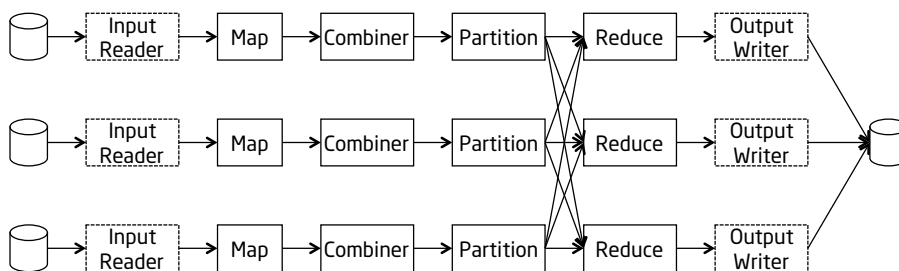 Input
Reader
Map
Combiner
Partition
Reduce
Output
Writer
Input
Reader
Map
Combiner
Partition
Reduce
Output
Writer
Input
Reader
Map
Combiner
Partition
Reduce
Output
Writer